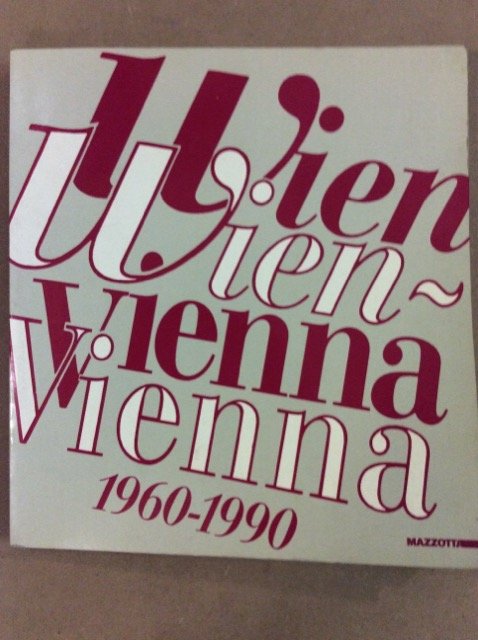 Wien
Wien~
Vienna
Vienna
1960-1990
MAZZOTTA